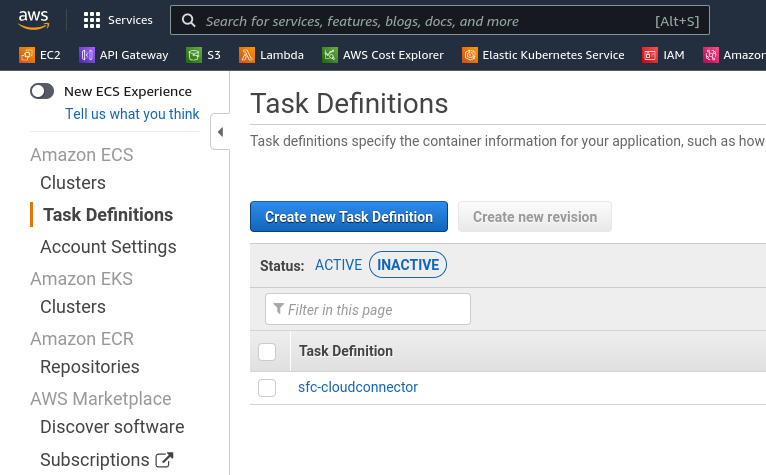 aws Services Search for services, features, blogs, docs, and more [Alt+S]
EC2 API Gateway S3 Lambda AWS Cost Explorer Elastic Kubernetes Service IAM Amazon
New ECS Experience
Tell us what you think
Amazon ECS
Clusters
Task Definitions
Account Settings
Amazon EKS
Clusters
Amazon ECR
Repositories
AWS Marketplace
Discover software
Subscriptions
Task Definitions
Task definitions specify the container information for your application, such as how
Create new Task Definition Create new revision
Status: ACTIVE INACTIVE
Filter in this page
Task Definition
sfc-cloudconnector